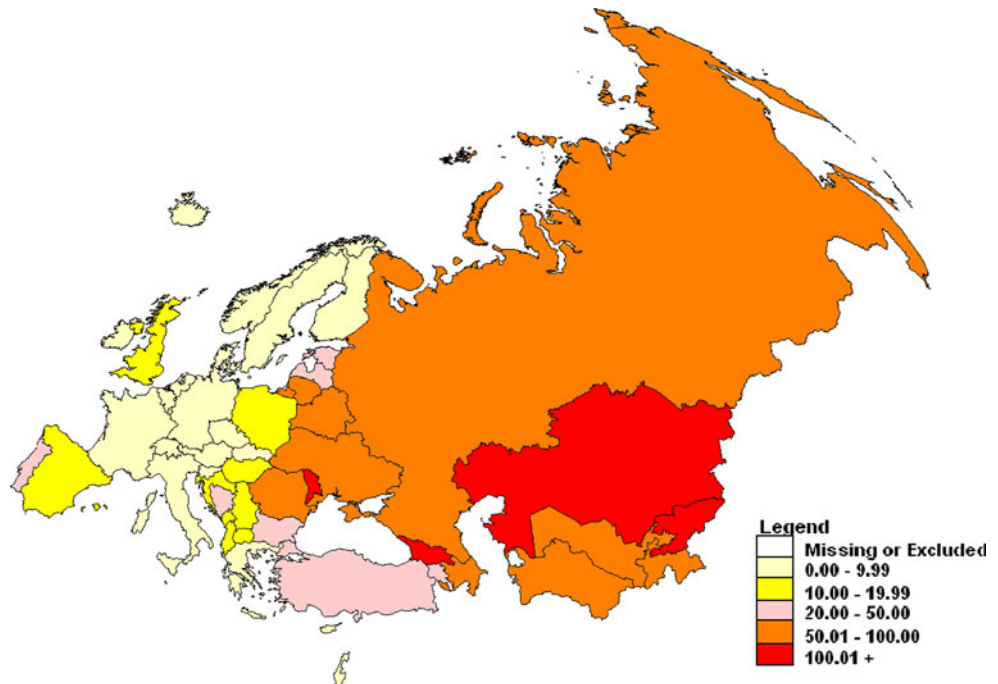 Legend
Missing or Excluded
0.00 - 9.99
10.00 - 19.99
20.00 - 50.00
50.01 - 100.00
100.01 +